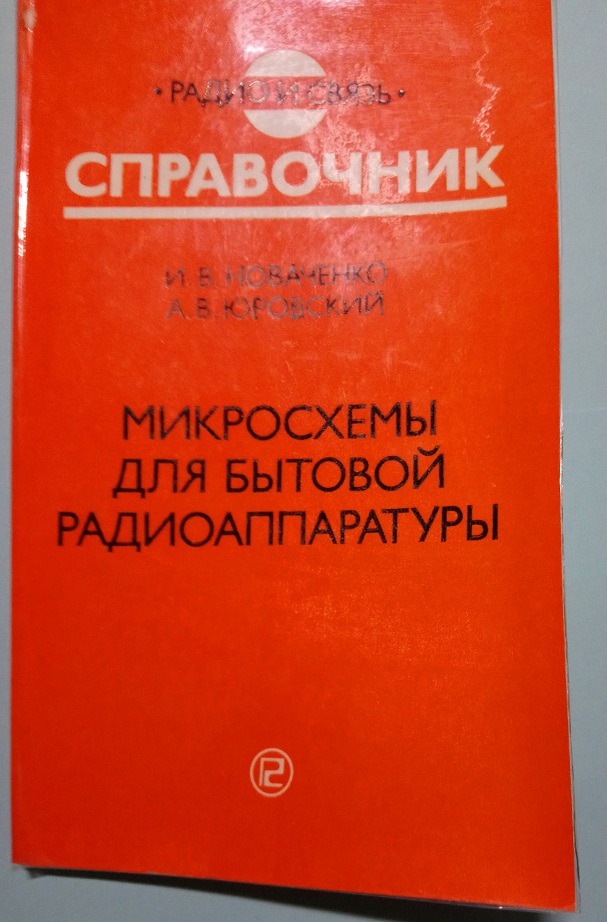 • РАДИО И СВЯЗЬ •
СПРАВОЧНИК
И. В. НОВАЧЕНКО
А. В. ЮРОВСКИЙ
МИКРОСХЕМЫ
ДЛЯ БЫТОВОЙ
РАДИОАППАРАТУРЫ